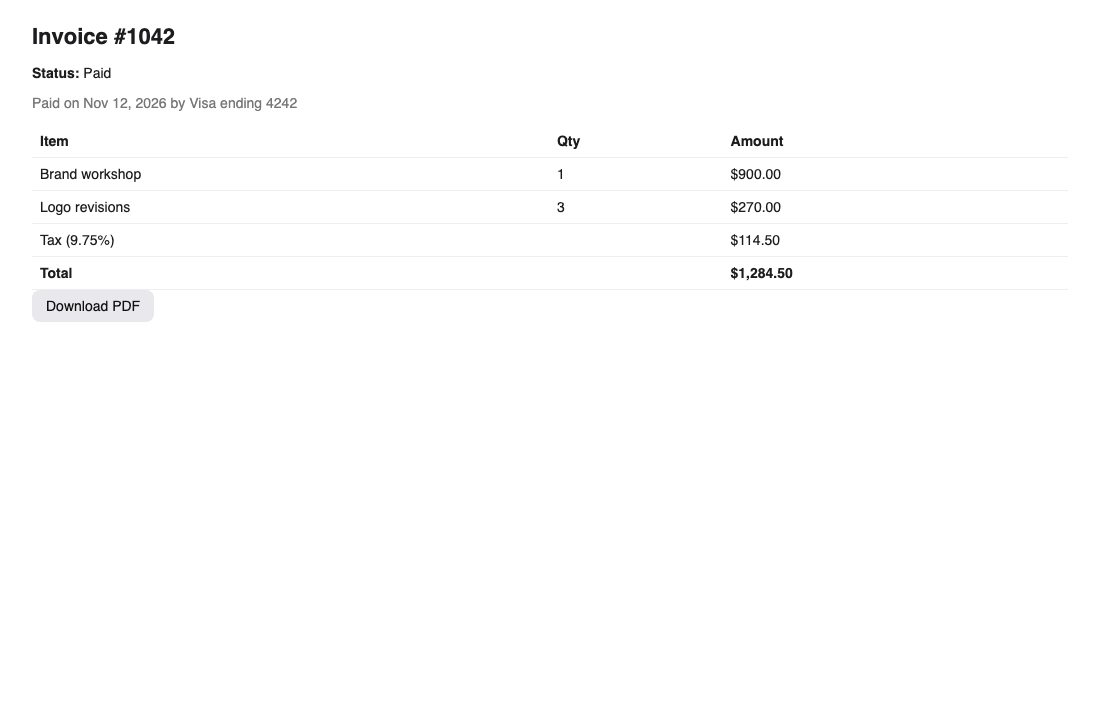 Invoice #1042
Status: Paid
Paid on Nov 12, 2026 by Visa ending 4242
Item Qty Amount
Brand workshop 1 $900.00
Logo revisions 3 $270.00
Tax (9.75%) $114.50
Total $1,284.50
Download PDF